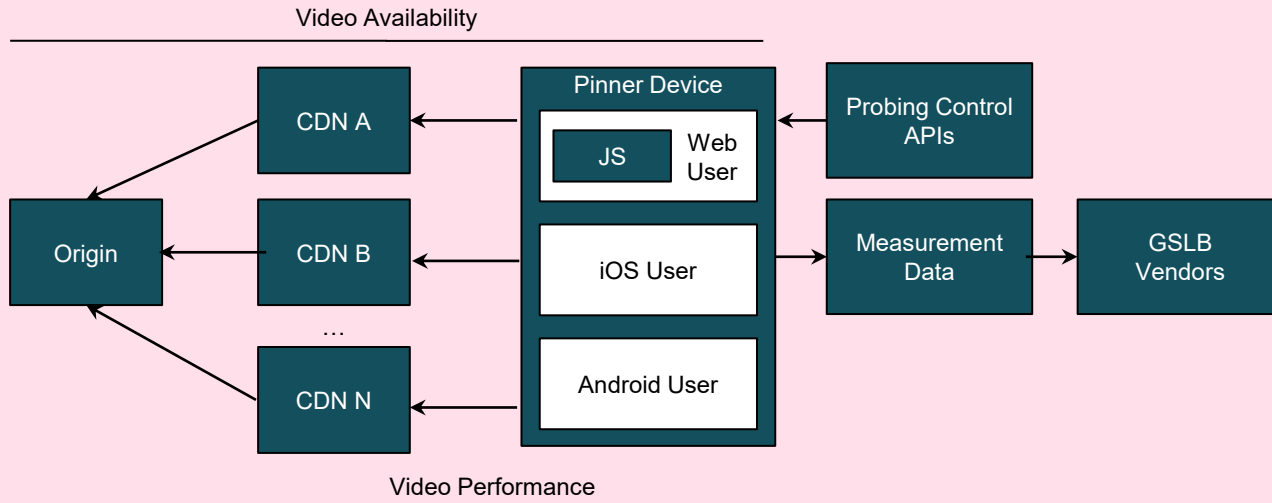 Video Availability
Pinner Device
CDN A
JS
Web
User
Probing Control
APIs
Origin
CDN B
iOS User
Measurement
Data
GSLB
Vendors
...
CDN N
Android User
Video Performance